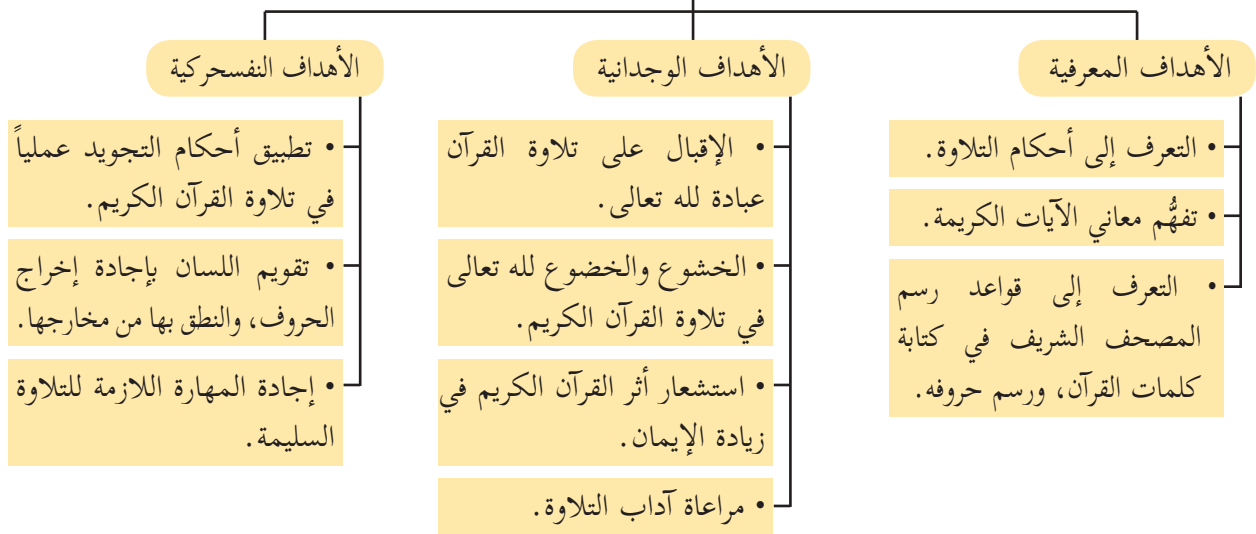 الأهداف المعرفية
• التعرف إلى أحكام التلاوة.
• تفهُّم معاني الآيات الكريمة.
• التعرف إلى قواعد رسم
المصحف الشريف في كتابة
كلمات القرآن، ورسم حروفه.
الأهداف الوجدانية
• الإقبال على تلاوة القرآن
عبادة لله تعالى.
• الخشوع والخضوع لله تعالى
في تلاوة القرآن الكريم.
• استشعار أثر القرآن الكريم في
زيادة الإيمان.
• مراعاة آداب التلاوة.
الأهداف النفسحركية
• تطبيق أحكام التجويد عملياً
في تلاوة القرآن الكريم.
• تقويم اللسان بإجادة إخراج
الحروف، والنطق بها من مخارجها.
• إجادة المهارة اللازمة للتلاوة
السليمة.